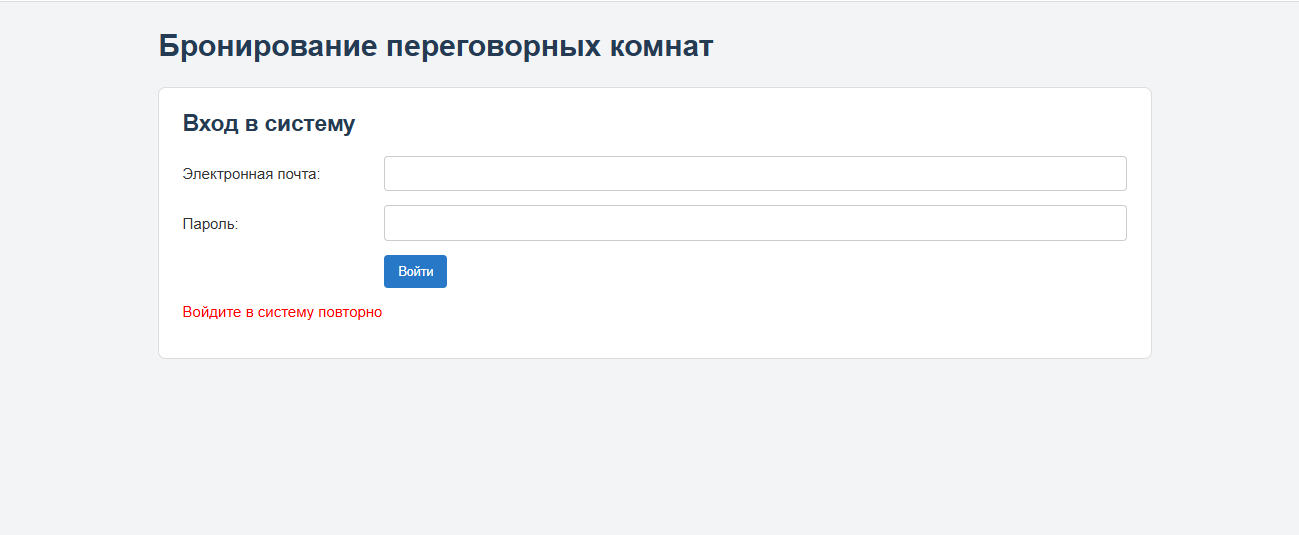 Бронирование переговорных комнат
Вход в систему
Электронная почта:
Пароль:
Войти
Войдите в систему повторно